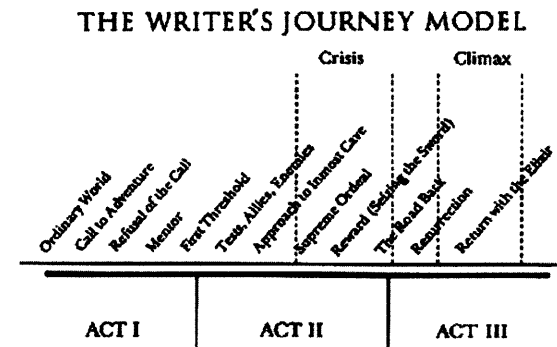 THE WRITER'S JOURNEY MODEL
Crisis
Climax
Ordinary World
Call to Adventure
Refusal of the Call
Mentor
First Threshold
Tests, Allies, Enemies
Approach to Inmost Cave
Supreme Ordeal
Reward (Seizing the Sword)
The Road Back
Resurrection
Return with the Elixir
ACT I
ACT II
ACT III